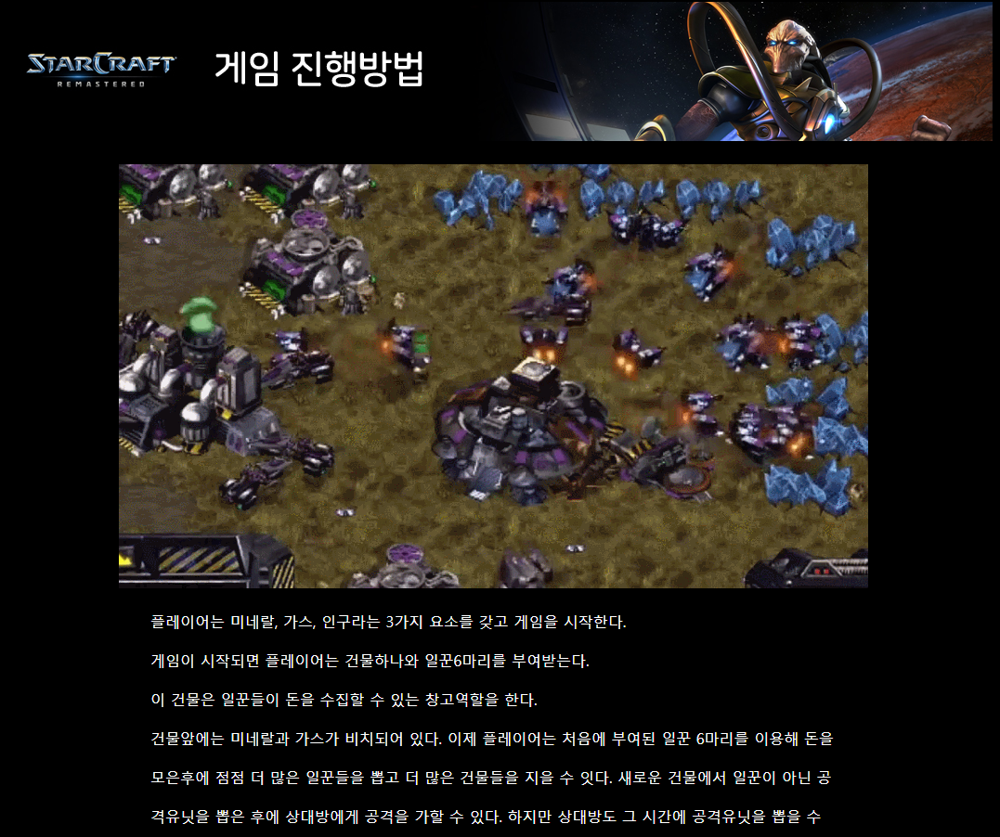 STARCRAFT
REMASTERED
게임 진행방법
플레이어는 미네랄, 가스, 인구라는 3가지 요소를 갖고 게임을 시작한다.
게임이 시작되면 플레이어는 건물하나와 일꾼6마리를 부여받는다.
이 건물은 일꾼들이 돈을 수집할 수 있는 창고역할을 한다.
건물앞에는 미네랄과 가스가 비치되어 있다. 이제 플레이어는 처음에 부여된 일꾼 6마리를 이용해 돈을
모은후에 점점 더 많은 일꾼들을 뽑고 더 많은 건물들을 지을 수 잇다. 새로운 건물에서 일꾼이 아닌 공
격유닛을 뽑은 후에 상대방에게 공격을 가할 수 있다. 하지만 상대방도 그 시간에 공격유닛을 뽑을 수